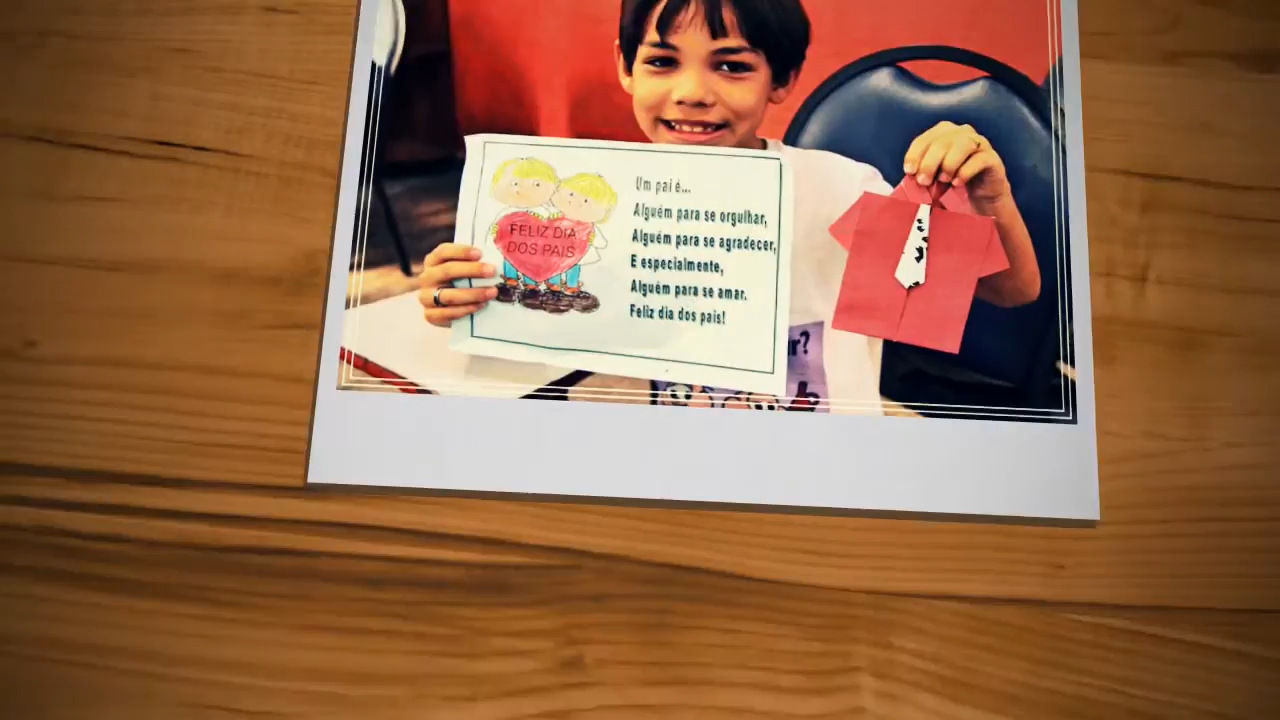 FELIZ DIA
DOS PAIS
Um pai é...
Alguém para se orgulhar,
Alguém para se agradecer,
E especialmente,
Alguém para se amar.
Feliz dia dos pais!